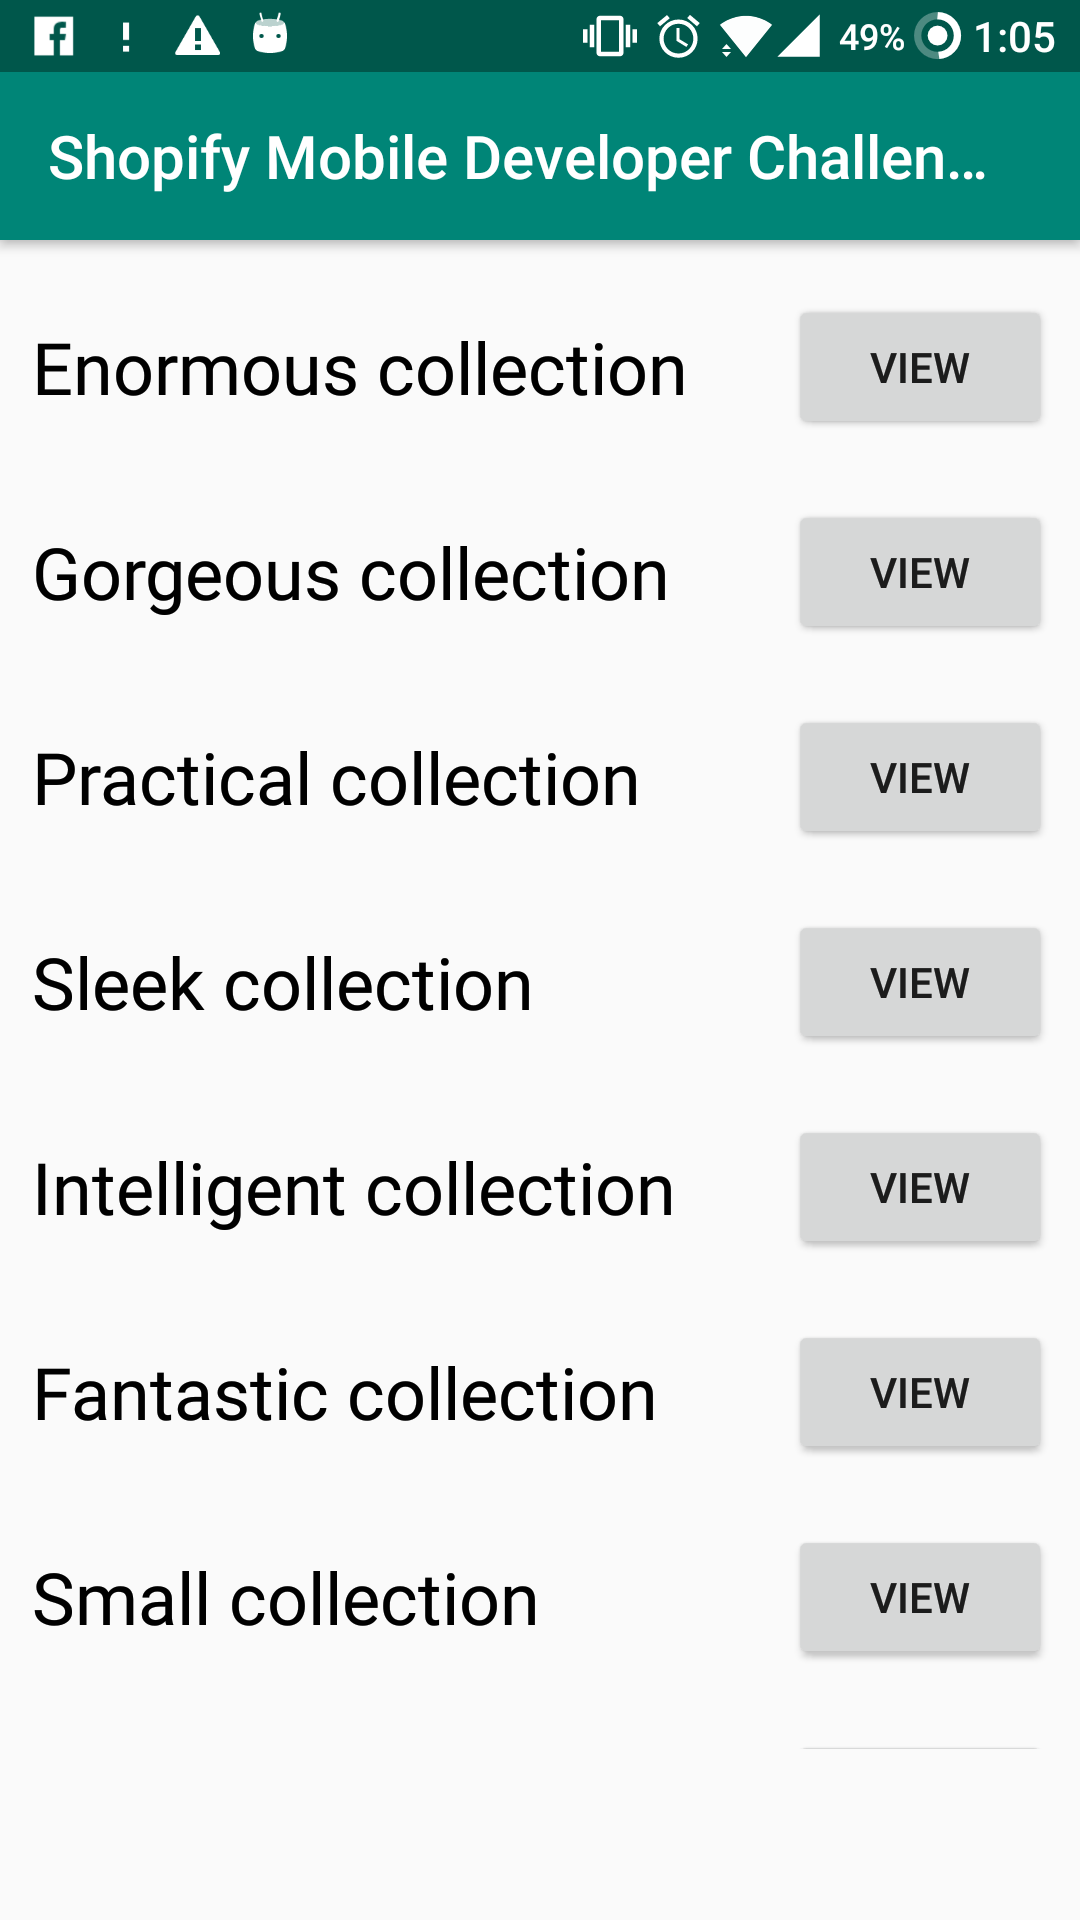 49% 1:05
Shopify Mobile Developer Challen...
Enormous collection VIEW
Gorgeous collection VIEW
Practical collection VIEW
Sleek collection VIEW
Intelligent collection VIEW
Fantastic collection VIEW
Small collection VIEW